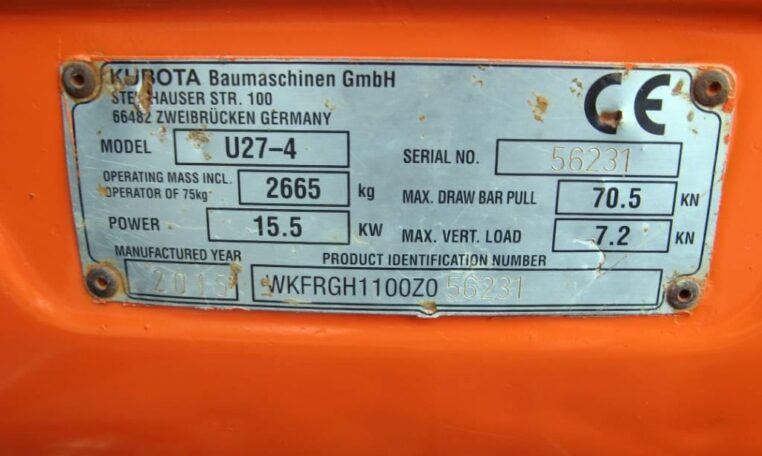 KUBOTA Baumaschinen GmbH
STEINHAUSER STR. 100
66482 ZWEIBRÜCKEN GERMANY
CE
MODEL U27-4
SERIAL NO. 56231
OPERATING MASS INCL.
OPERATOR OF 75kg 2665 kg
MAX. DRAW BAR PULL 70.5 KN
POWER 15.5 KW
MAX. VERT. LOAD 7.2 KN
MANUFACTURED YEAR
2015
PRODUCT IDENTIFICATION NUMBER
WKFRGH1100Z056231